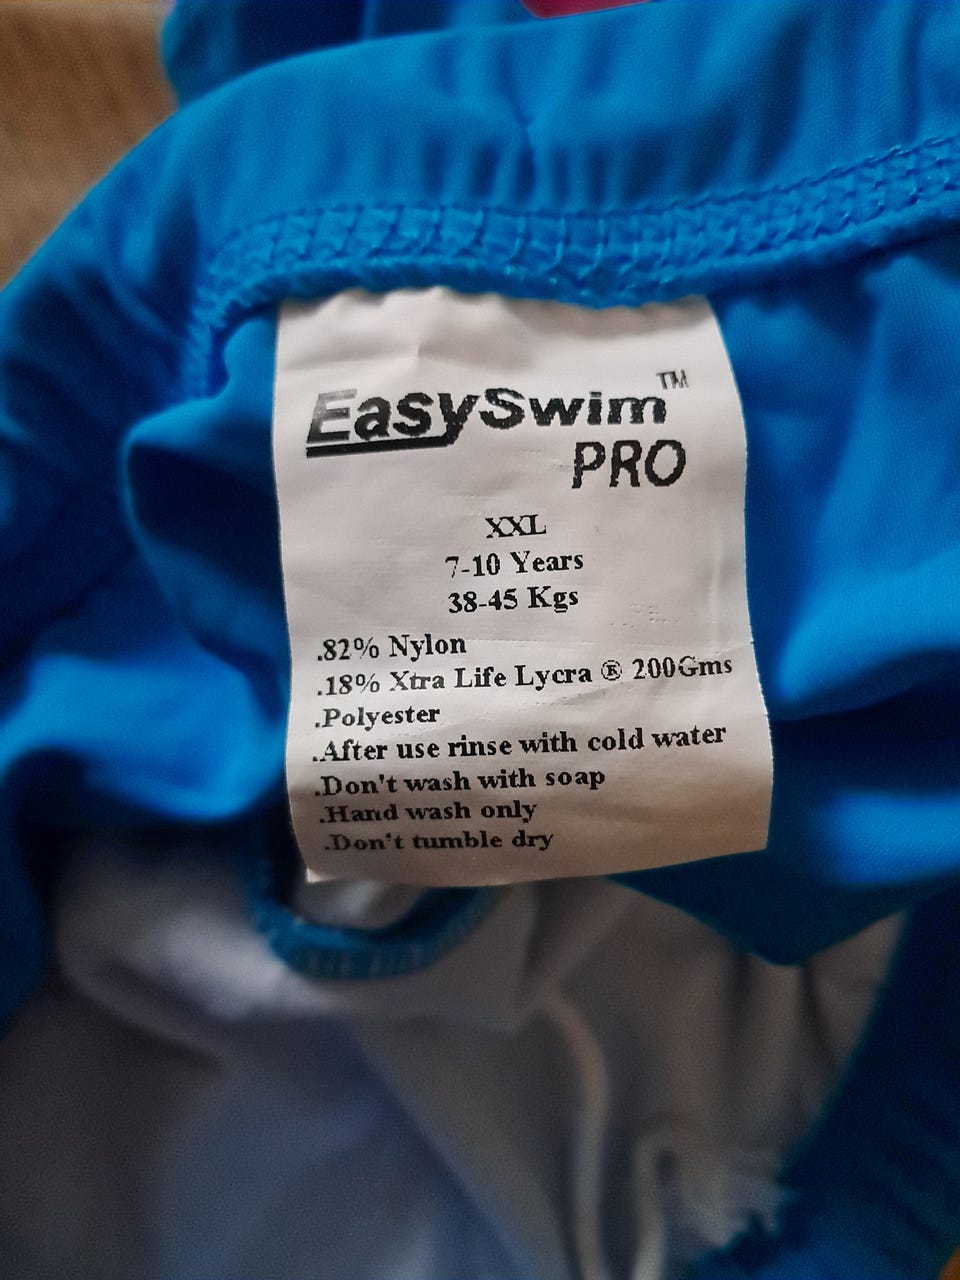 EasySwim™
PRO
XXL
7-10 Years
38-45 Kgs
.82% Nylon
.18% Xtra Life Lycra ® 200Gms
.Polyester
.After use rinse with cold water
.Don't wash with soap
.Hand wash only
.Don't tumble dry